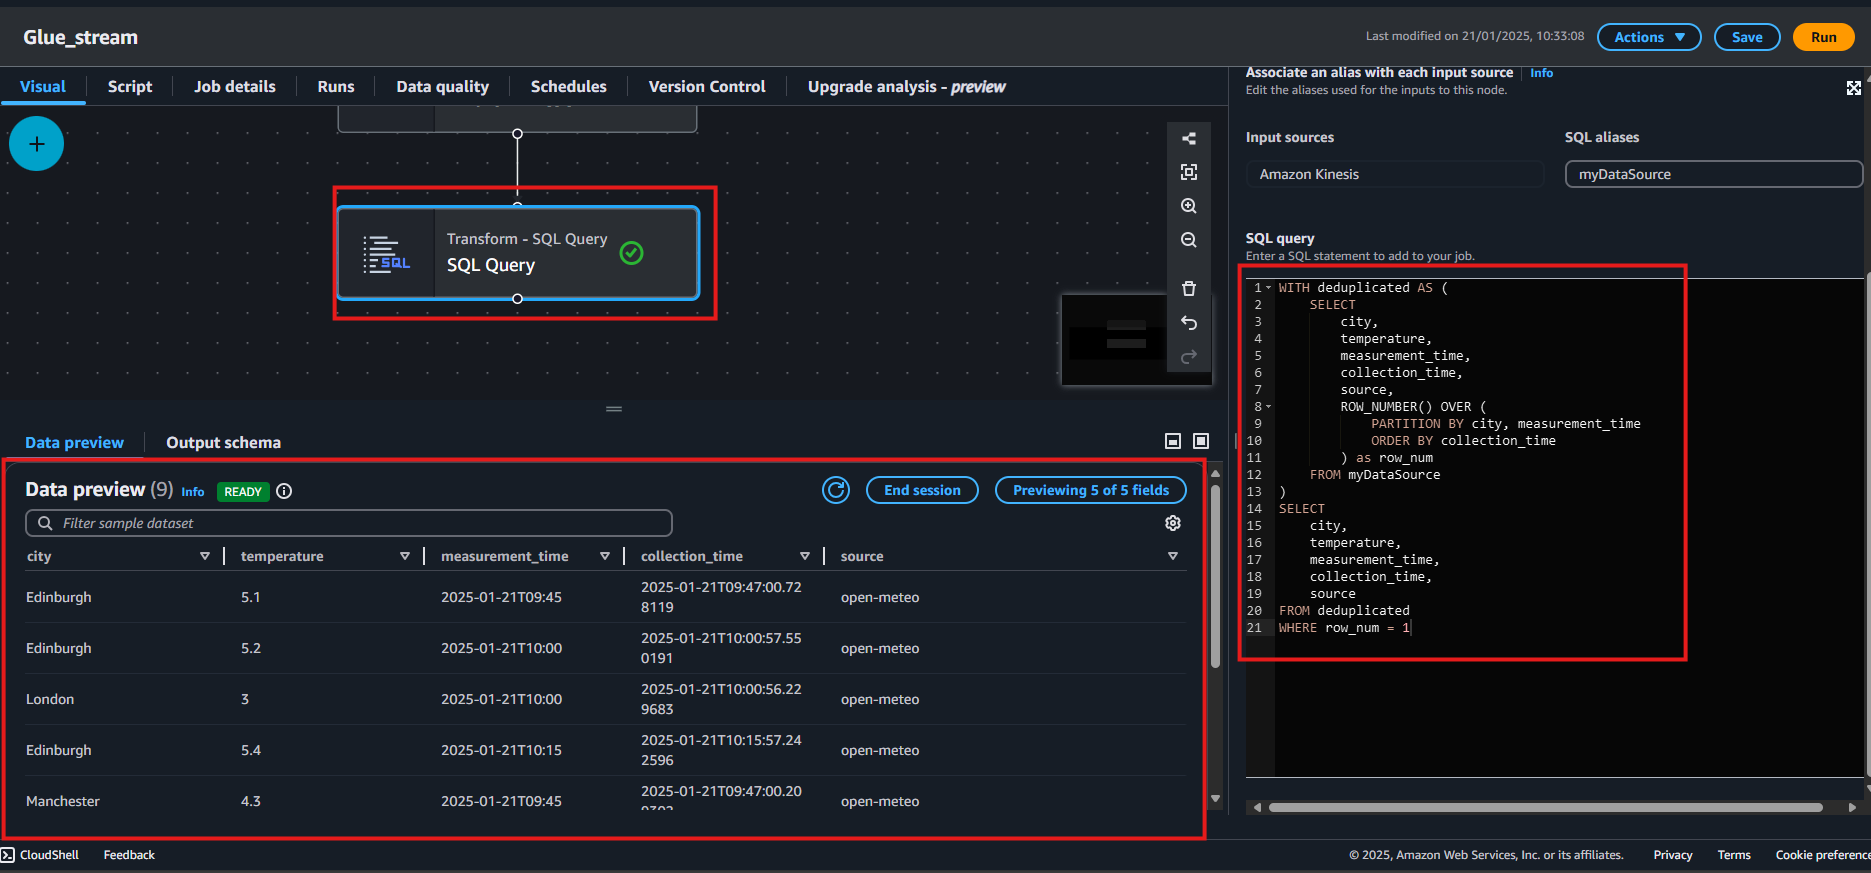 Glue_stream
Last modified on 21/01/2025, 10:33:08
Actions
Save
Run
Visual
Script
Job details
Runs
Data quality
Schedules
Version Control
Upgrade analysis - preview
Transform - SQL Query
SQL Query
SQL
Associate an alias with each input source
Info
Edit the aliases used for the inputs to this node.
Input sources
SQL aliases
Amazon Kinesis
myDataSource
SQL query
Enter a SQL statement to add to your job.
1 WITH deduplicated AS (
2 SELECT
3 city,
4 temperature,
5 measurement_time,
6 collection_time,
7 source,
8 ROW_NUMBER() OVER (
9 PARTITION BY city, measurement_time
10 ORDER BY collection_time
11 ) as row_num
12 FROM myDataSource
13 )
14 SELECT
15 city,
16 temperature,
17 measurement_time,
18 collection_time,
19 source
20 FROM deduplicated
21 WHERE row_num = 1
Data preview
Output schema
Data preview (9) Info READY
End session
Previewing 5 of 5 fields
Filter sample dataset
city temperature measurement_time collection_time source
Edinburgh 5.1 2025-01-21T09:45 2025-01-21T09:47:00.72
8119 open-meteo
Edinburgh 5.2 2025-01-21T10:00 2025-01-21T10:00:57.55
0191 open-meteo
London 3 2025-01-21T10:00 2025-01-21T10:00:56.22
9683 open-meteo
Edinburgh 5.4 2025-01-21T10:15 2025-01-21T10:15:57.24
2596 open-meteo
Manchester 4.3 2025-01-21T09:45 2025-01-21T09:47:00.20
open-meteo
CloudShell
Feedback
© 2025, Amazon Web Services, Inc. or its affiliates.
Privacy
Terms
Cookie preference